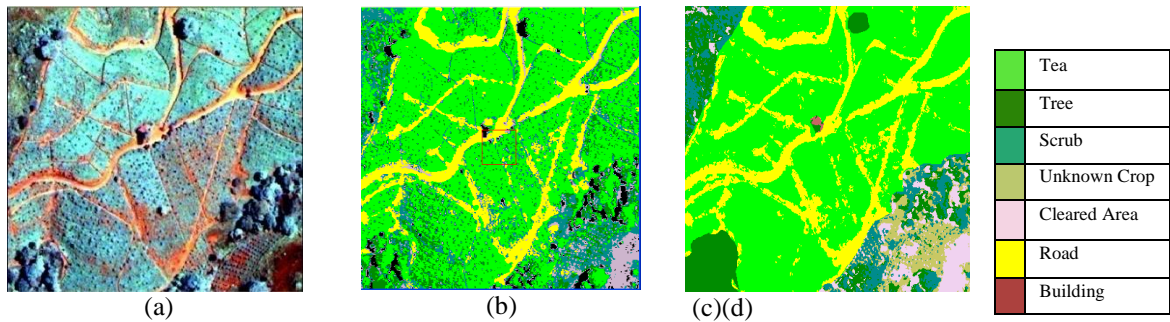 Tea
Tree
Scrub
Unknown Crop
Cleared Area
Road
Building
(a)
(b)
(c)(d)